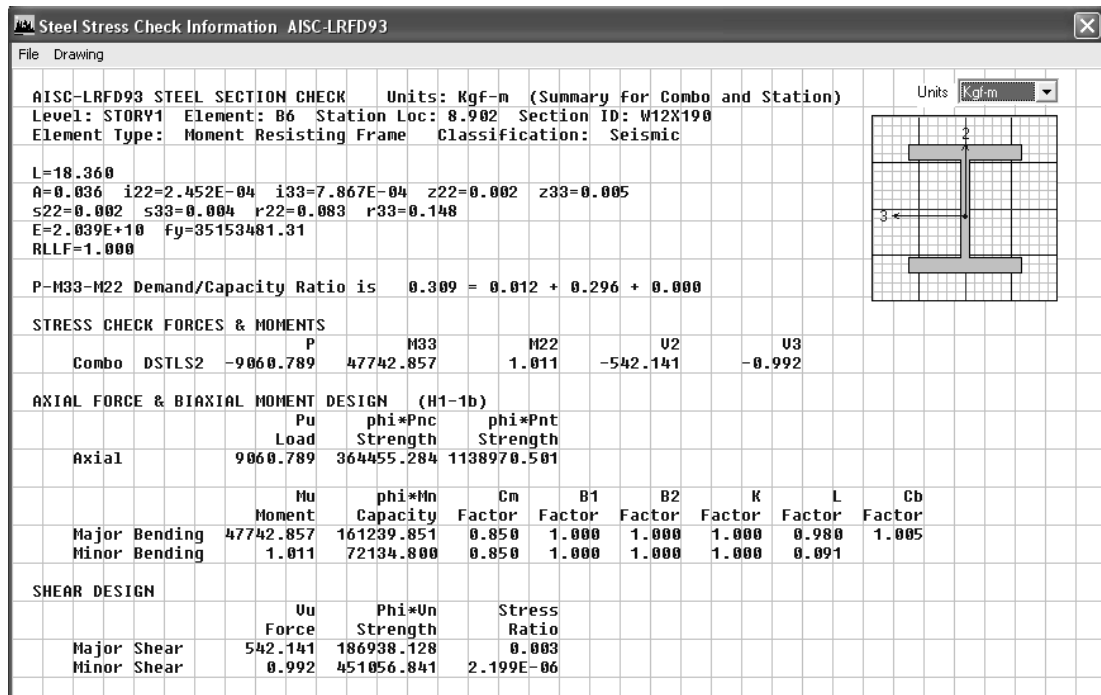 Steel Stress Check Information AISC-LRFD93
File Drawing
AISC-LRFD93 STEEL SECTION CHECK Units: Kgf-m (Summary for Combo and Station)
Units Kgf-m
Level: STORY1 Element: B6 Station Loc: 8.902 Section ID: W12X190
Element Type: Moment Resisting Frame Classification: Seismic
2
3
L=18.360
A=0.036 i22=2.452E-04 i33=7.867E-04 z22=0.002 z33=0.005
s22=0.002 s33=0.004 r22=0.083 r33=0.148
E=2.039E+10 fy=35153481.31
RLLF=1.000
P-M33-M22 Demand/Capacity Ratio is 0.309 = 0.012 + 0.296 + 0.000
STRESS CHECK FORCES & MOMENTS
P M33 M22 V2 V3
Combo DSTLS2 -9060.789 47742.857 1.011 -542.141 -0.992
AXIAL FORCE & BIAXIAL MOMENT DESIGN (H1-1b)
Pu phi*Pnc phi*Pnt
Load Strength Strength
Axial 9060.789 364455.284 1138970.501
Mu phi*Mn Cm B1 B2 K L Cb
Moment Capacity Factor Factor Factor Factor Factor Factor
Major Bending 47742.857 161239.851 0.850 1.000 1.000 1.000 0.980 1.005
Minor Bending 1.011 72134.800 0.850 1.000 1.000 1.000 0.091
SHEAR DESIGN
Vu Phi*Vn Stress
Force Strength Ratio
Major Shear 542.141 186938.128 0.003
Minor Shear 0.992 451056.841 2.199E-06